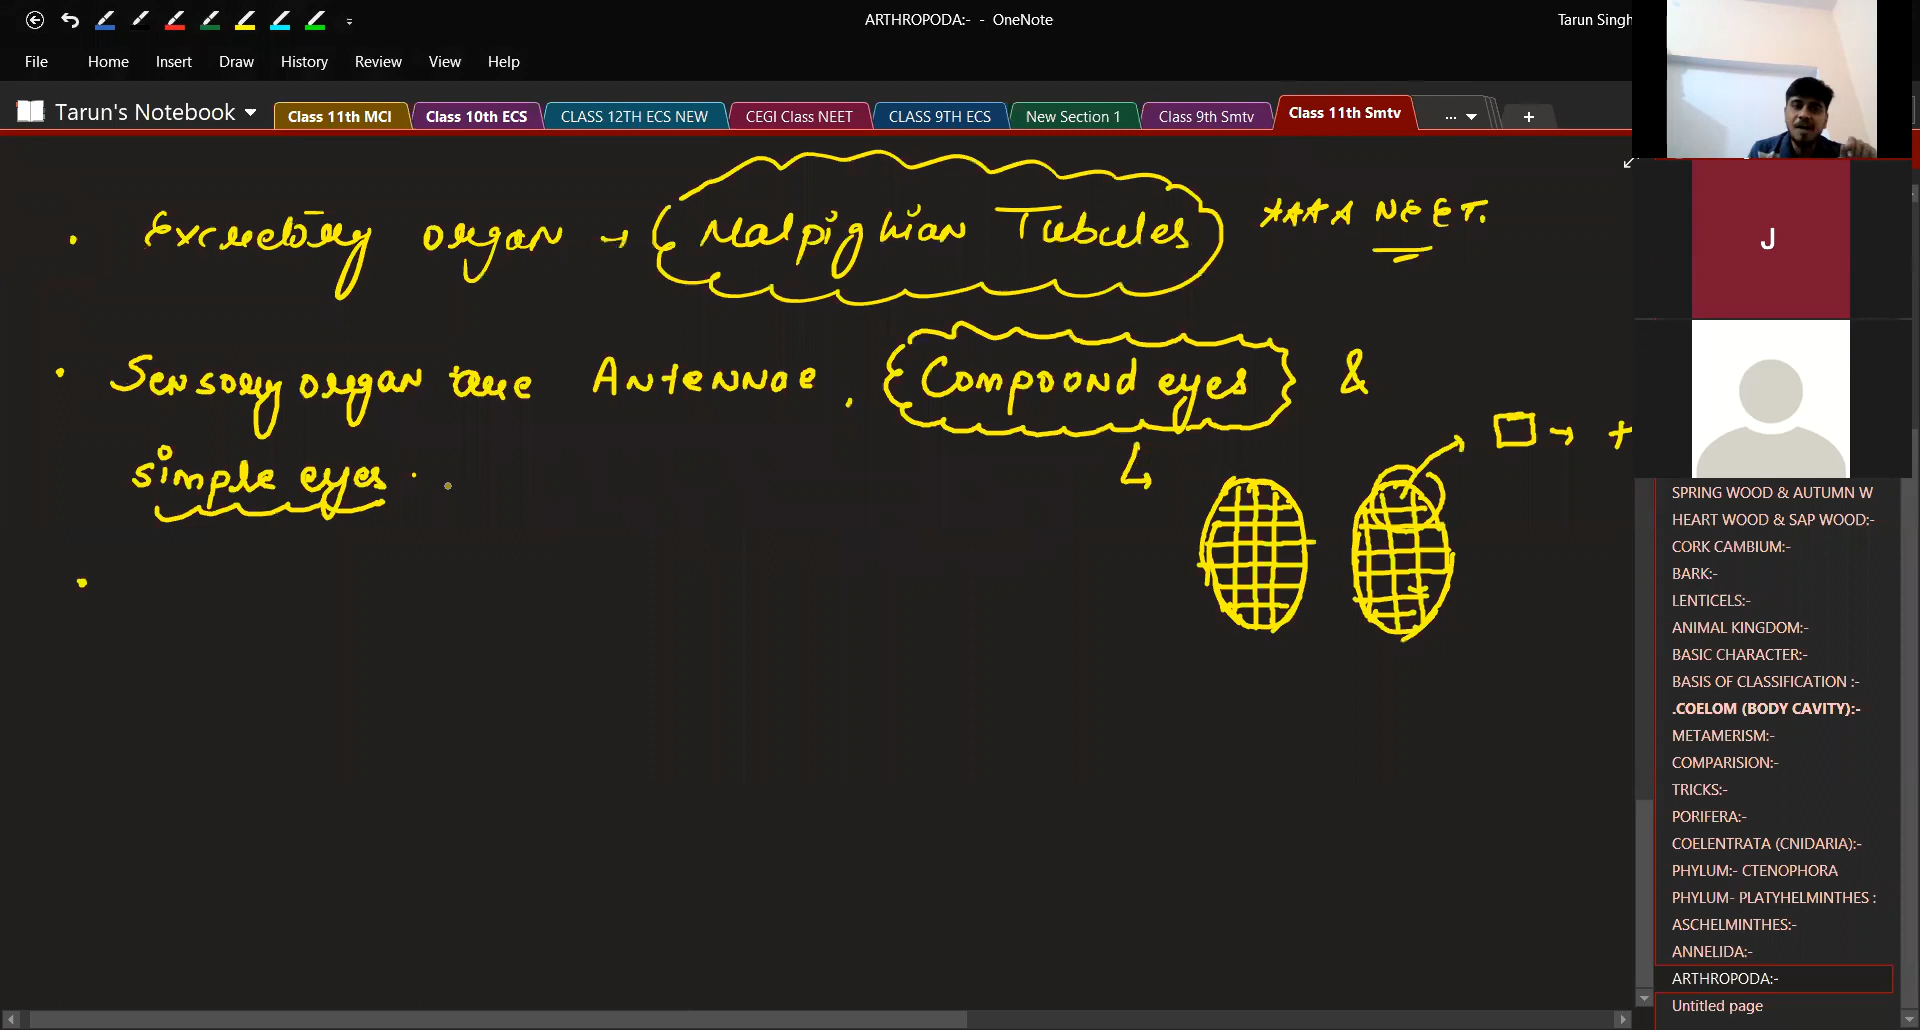 ARTHROPODA:- - OneNote
Tarun Singh
File Home Insert Draw History Review View Help
Tarun's Notebook
Class 11th MCI Class 10th ECS CLASS 12TH ECS NEW CEGI Class NEET CLASS 9TH ECS New Section 1 Class 9th Smtv Class 11th Smtv ... +
. Excretory organ → Malpighian Tubules **** NEET.
J
. Sensory organ are Antennae, Compound eyes &
simple eyes.
□ → +
.
SPRING WOOD & AUTUMN W
HEART WOOD & SAP WOOD:-
CORK CAMBIUM:-
BARK:-
LENTICELS:-
ANIMAL KINGDOM:-
BASIC CHARACTER:-
BASIS OF CLASSIFICATION :-
.COELOM (BODY CAVITY):-
METAMERISM:-
COMPARISION:-
TRICKS:-
PORIFERA:-
COELENTRATA (CNIDARIA):-
PHYLUM:- CTENOPHORA
PHYLUM- PLATYHELMINTHES :
ASCHELMINTHES:-
ANNELIDA:-
ARTHROPODA:-
Untitled page